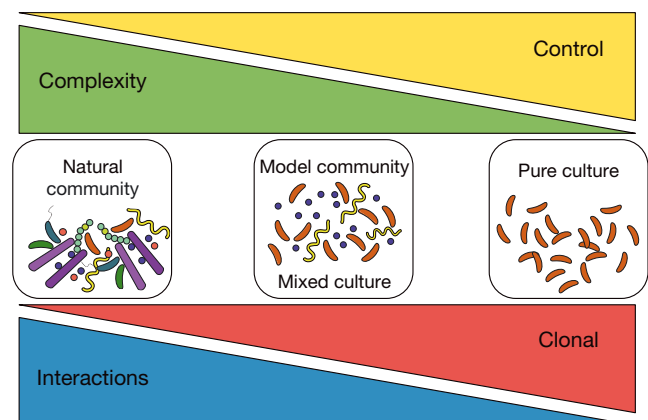 Control
Complexity
Natural
community
Model community
Mixed culture
Pure culture
Clonal
Interactions